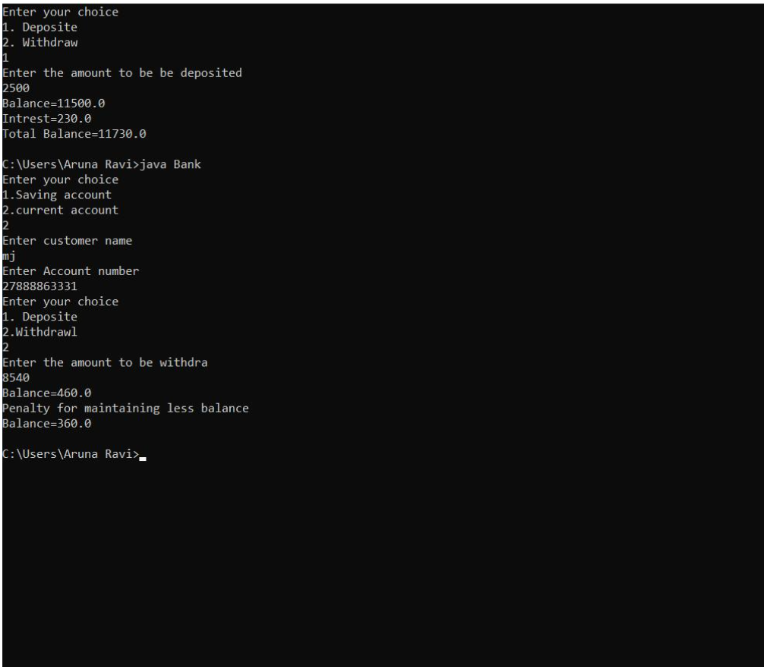 Enter your choice
1. Deposite
2. Withdraw
1
Enter the amount to be be deposited
2500
Balance=11500.0
Intrest=230.0
Total Balance=11730.0
C:\Users\Aruna Ravi>java Bank
Enter your choice
1.Saving account
2.current account
2
Enter customer name
mj
Enter Account number
27888863331
Enter your choice
1. Deposite
2.Withdrawl
2
Enter the amount to be withdra
8540
Balance=460.0
Penalty for maintaining less balance
Balance=360.0
C:\Users\Aruna Ravi>